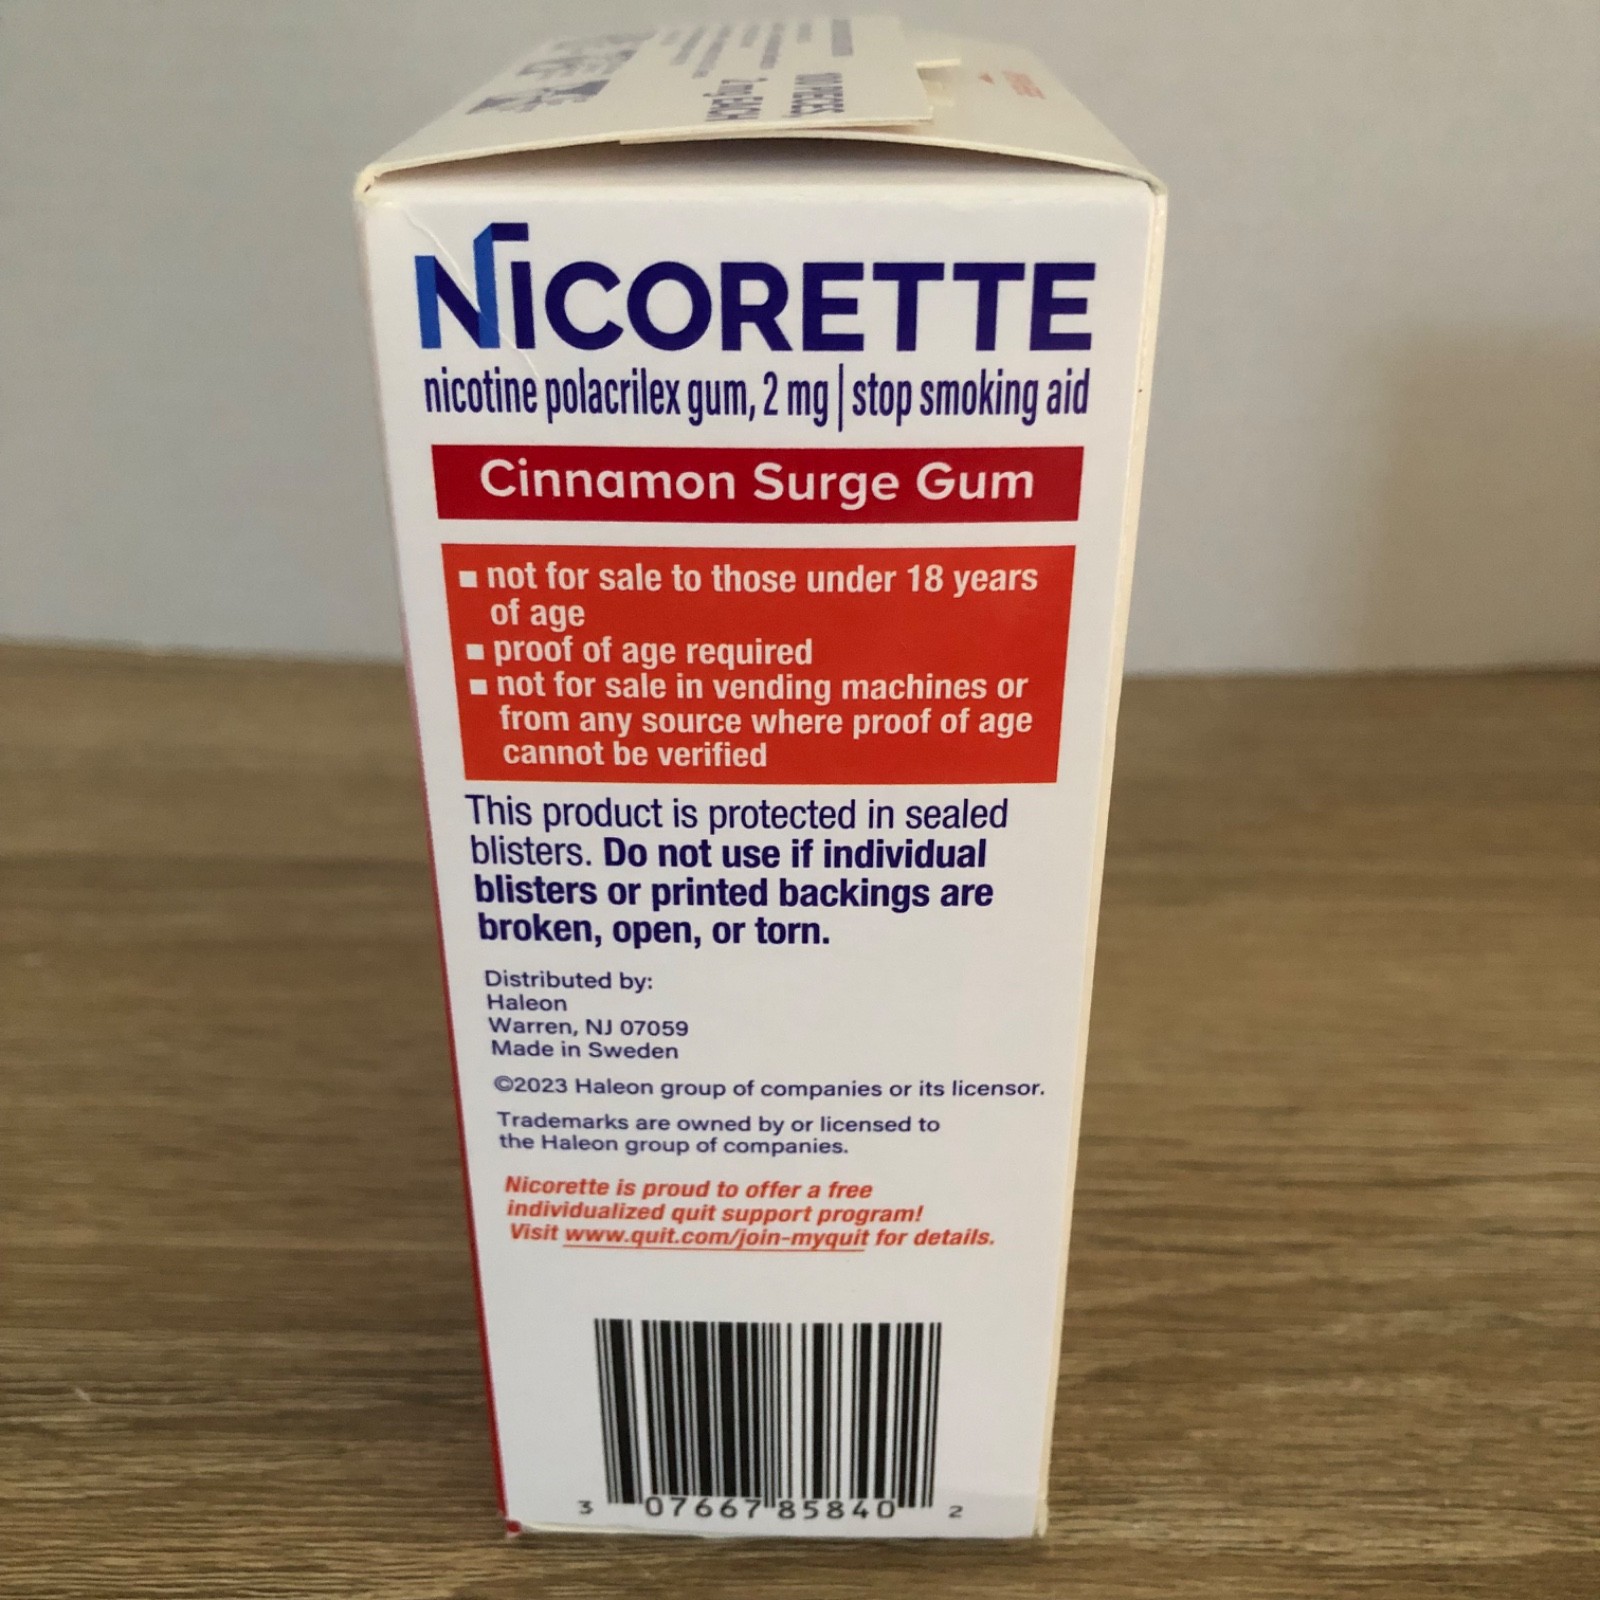 100 PIECES,
2 mg EACH
NICORETTE
nicotine polacrilex gum, 2 mg | stop smoking aid
Cinnamon Surge Gum
▪ not for sale to those under 18 years
of age
▪ proof of age required
▪ not for sale in vending machines or
from any source where proof of age
cannot be verified
This product is protected in sealed
blisters. Do not use if individual
blisters or printed backings are
broken, open, or torn.
Distributed by:
Haleon
Warren, NJ 07059
Made in Sweden
©2023 Haleon group of companies or its licensor.
Trademarks are owned by or licensed to
the Haleon group of companies.
Nicorette is proud to offer a free
individualized quit support program!
Visit www.quit.com/join-myquit for details.
3 07667 85840 2